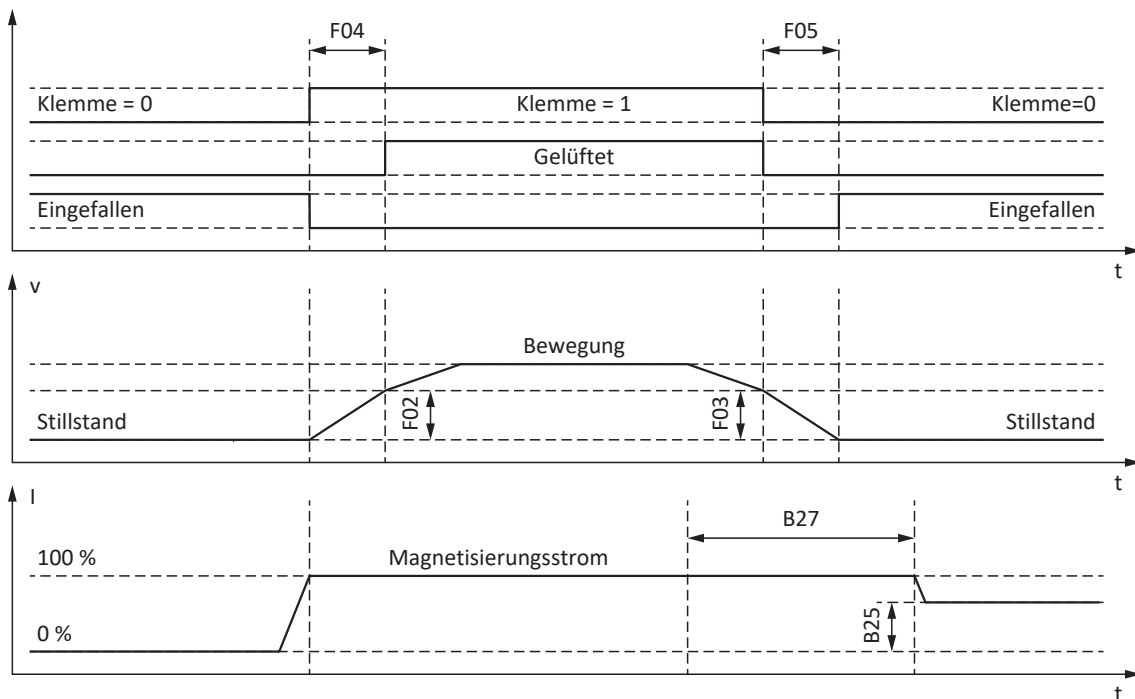 F04 F05
Klemme = 0 Klemme = 1 Klemme=0
Gelüftet
Eingefallen Eingefallen
t
v
Bewegung
F02 F03
Stillstand Stillstand
t
I
B27
100 % Magnetisierungsstrom
B25
0 %
t